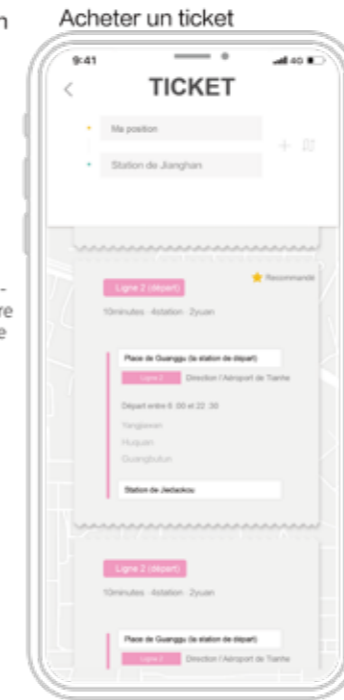 Acheter un ticket
9:41
4G
TICKET
Ma position
Station de Jianghan
Recommande
Ligne 2 (départ)
10minutes · 4station · 2yuan
Place de Guanggu (la station de départ)
Ligne 2
Direction l'Aéroport de Tianhe
Départ entre 6 :00 et 22 :30
Yangjiawan
Huquan
Guangbutun
Station de Jiedaokou
Ligne 2 (départ)
10minutes · 4station · 2yuan
Place de Guanggu (la station de départ)
Ligne 2
Direction l'Aéroport de Tianhe